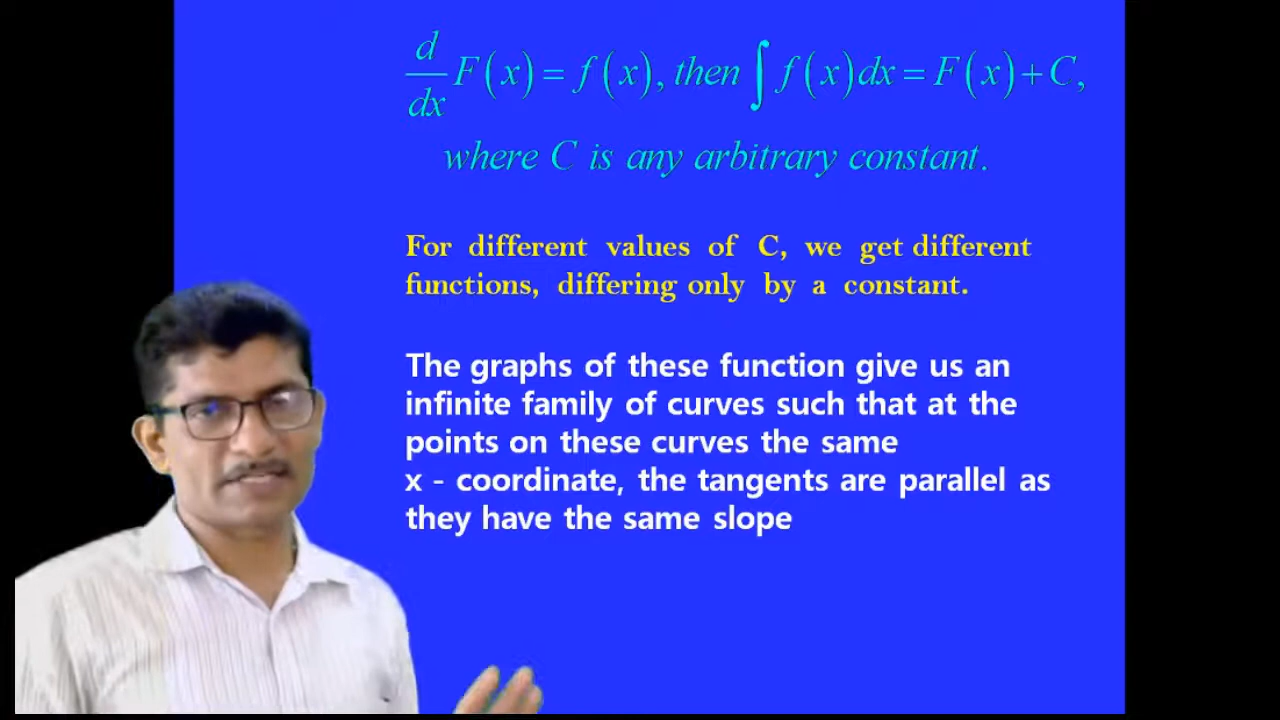 d/dx F(x) = f(x), then ∫ f(x) dx = F(x) + C,
where C is any arbitrary constant.
For different values of C, we get different
functions, differing only by a constant.
The graphs of these function give us an
infinite family of curves such that at the
points on these curves the same
x - coordinate, the tangents are parallel as
they have the same slope